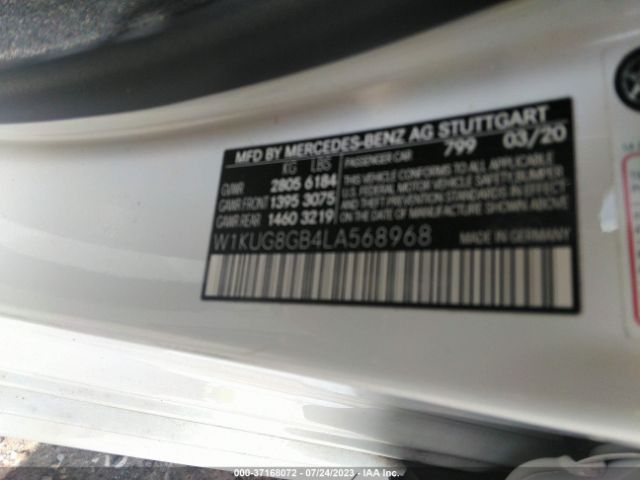 MFD BY MERCEDES-BENZ AG STUTTGART
KG LBS PASSENGER CAR 799 03/20
GVWR 2805 6184 THIS VEHICLE CONFORMS TO ALL APPLICABLE
GAWR FRONT 1395 3075 U.S. FEDERAL MOTOR VEHICLE SAFETY, BUMPER,
GAWR REAR 1460 3219 AND THEFT PREVENTION STANDARDS IN EFFECT
ON THE DATE OF MANUFACTURE SHOWN ABOVE.
W1KUG8GB4LA568968 MADE IN GERMANY
000-37168072 - 07/24/2023 - IAA Inc.